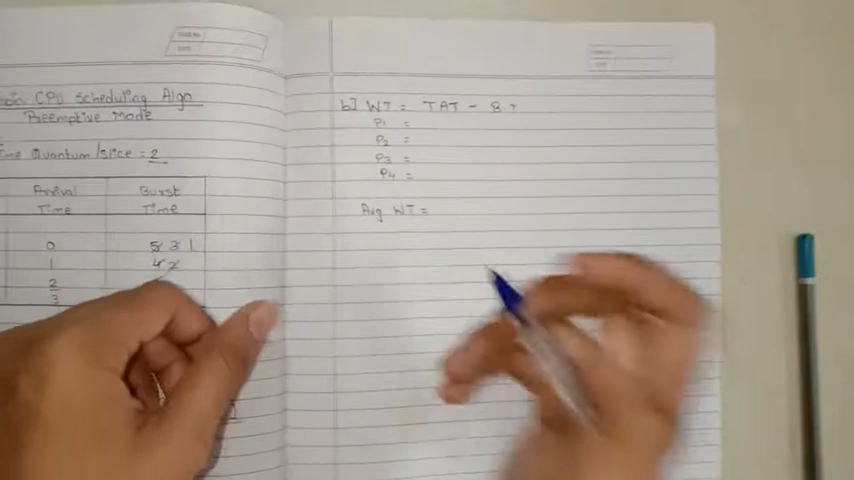 CPU Scheduling Algo
Preemptive Mode
Time Quantum/slice = 2
Arrival Time
Burst Time
0 5 3 1
1 4 2
2
3
b] WT = TAT - BT
P1 =
P2 =
P3 =
P4 =
Avg WT =